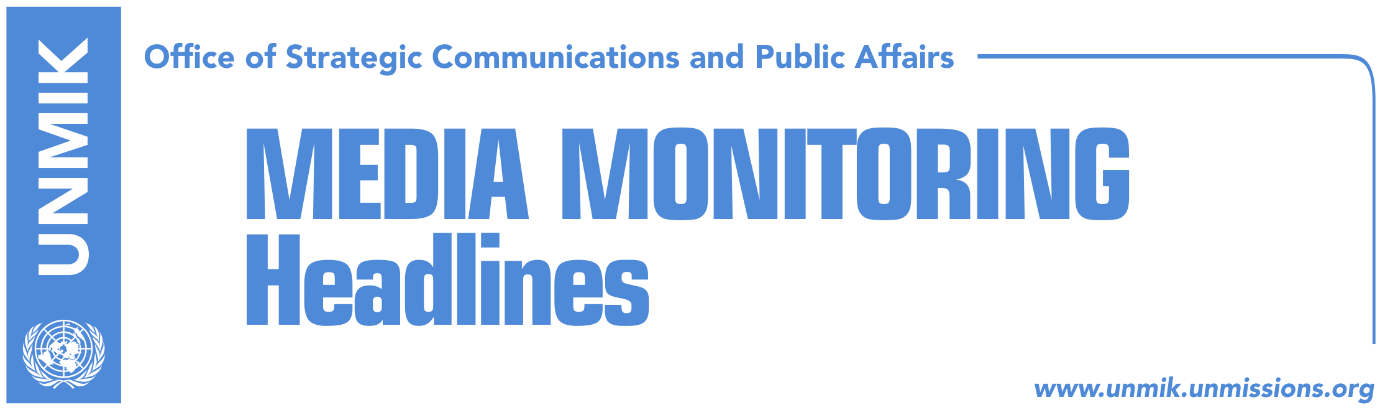 UNMIK
Office of Strategic Communications and Public Affairs
MEDIA MONITORING
Headlines
www.unmik.unmissions.org